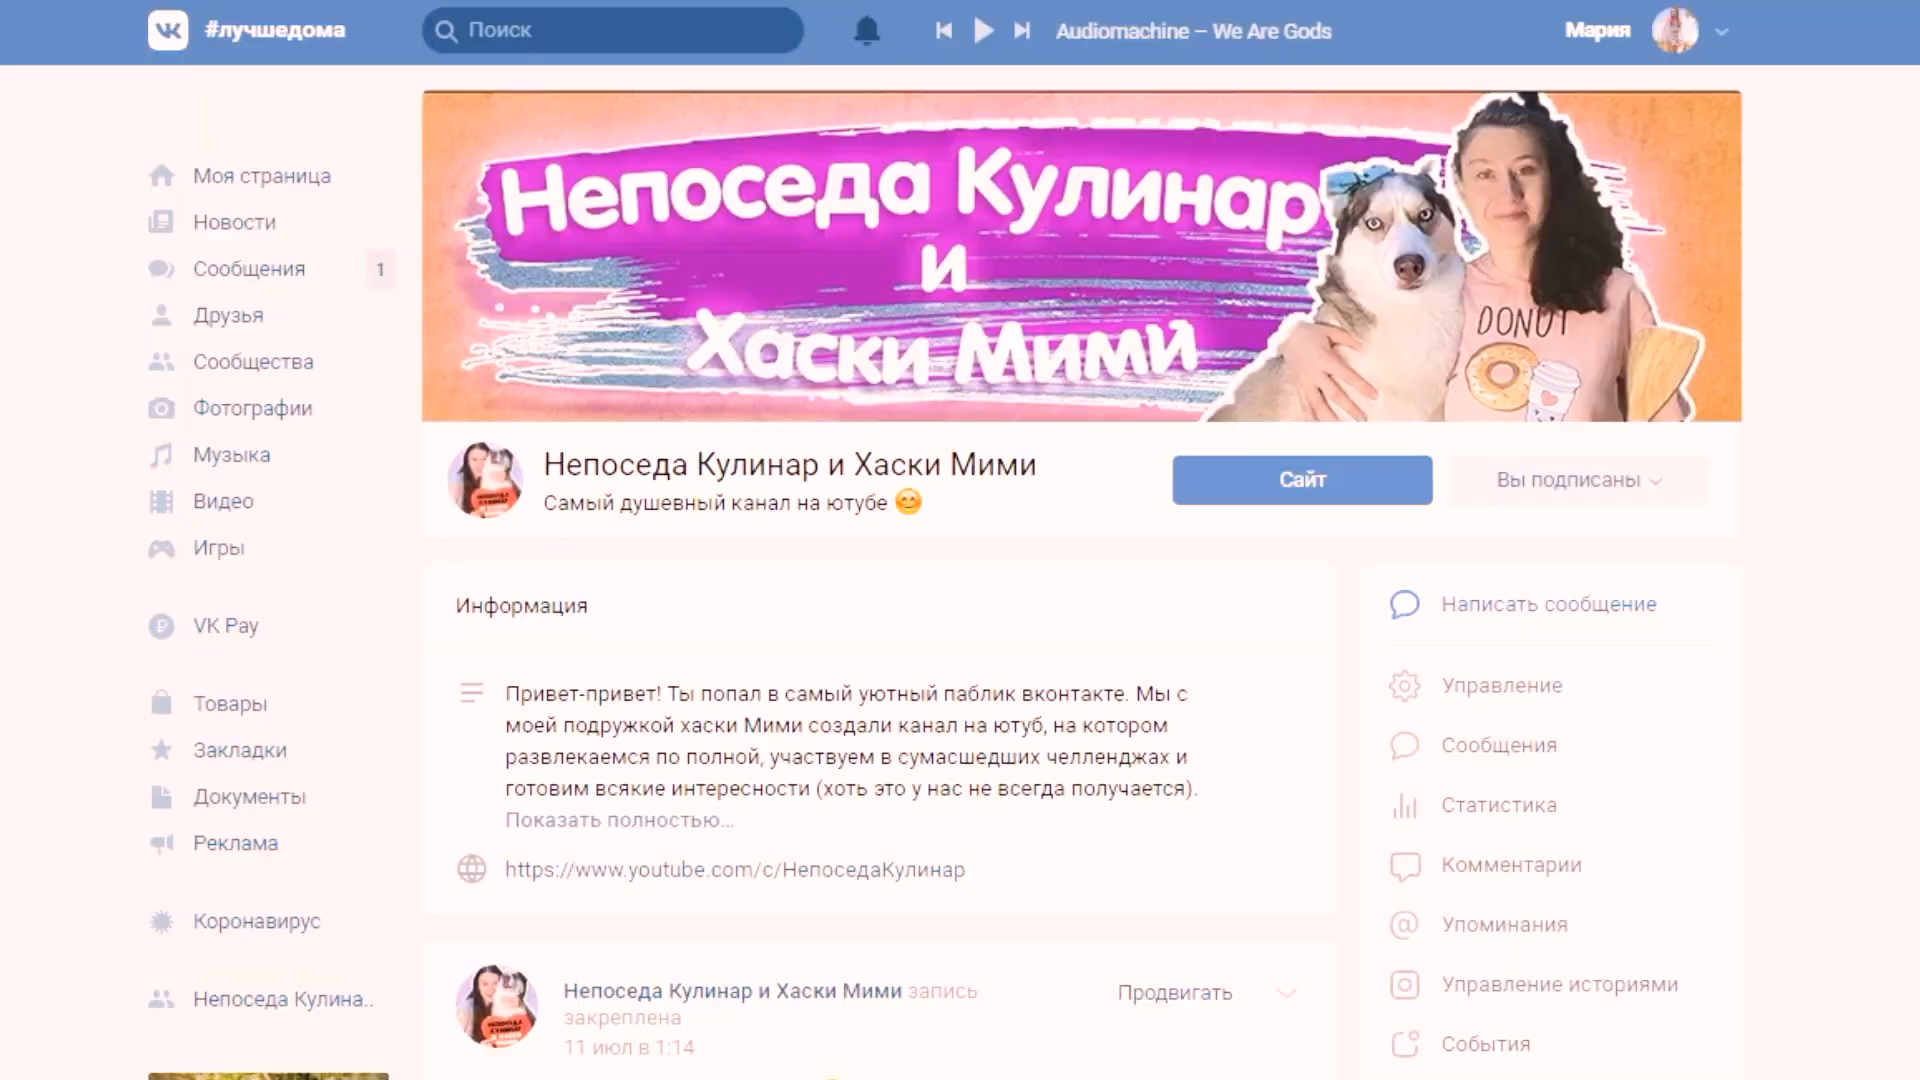 #лучшедома
Поиск
Audiomachine – We Are Gods
Мария
Моя страница
Новости
Сообщения 1
Друзья
Сообщества
Фотографии
Музыка
Видео
Игры
VK Pay
Товары
Закладки
Документы
Реклама
Коронавирус
Непоседа Кулина..
Непоседа Кулинар
и
Хаски Мими
DONUT
Непоседа Кулинар и Хаски Мими
Самый душевный канал на ютубе 😊
Сайт
Вы подписаны
Информация
Привет-привет! Ты попал в самый уютный паблик вконтакте. Мы с
моей подружкой хаски Мими создали канал на ютуб, на котором
развлекаемся по полной, участвуем в сумасшедших челленджах и
готовим всякие интересности (хоть это у нас не всегда получается).
Показать полностью...
https://www.youtube.com/c/НепоседаКулинар
Непоседа Кулинар и Хаски Мими запись
закреплена
11 июл в 1:14
Продвигать
Написать сообщение
Управление
Сообщения
Статистика
Комментарии
Упоминания
Управление историями
События